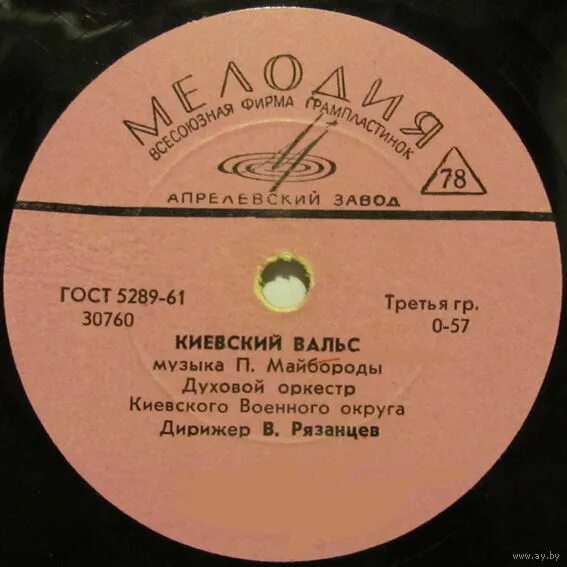 МЕЛОДИЯ
ВСЕСОЮЗНАЯ ФИРМА ГРАМПЛАСТИНОК
78
АПРЕЛЕВСКИЙ ЗАВОД
ГОСТ 5289-61
30760
Третья гр.
0-57
КИЕВСКИЙ ВАЛЬС
музыка П. Майбороды
Духовой оркестр
Киевского Военного округа
Дирижер В. Рязанцев
www.ay.by